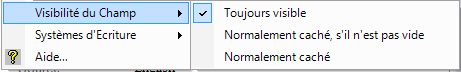 Visibilité du Champ
Toujours visible
Systèmes d'Ecriture
Normalement caché, s'il n'est pas vide
Aide...
Normalement caché